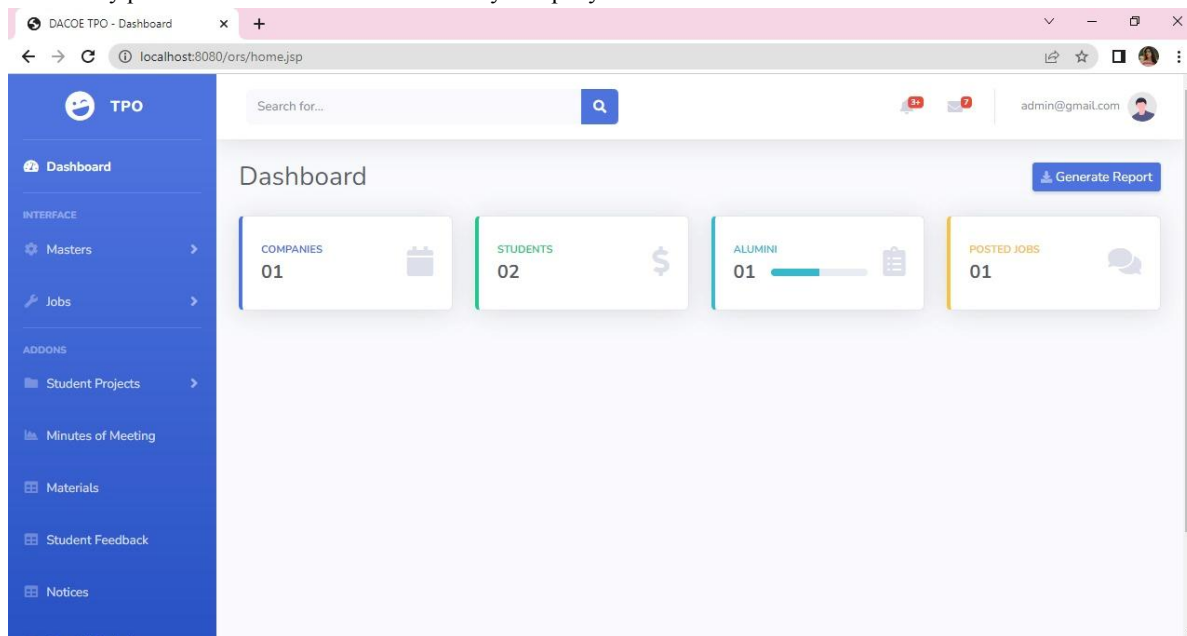 DACOE TPO - Dashboard
localhost:8080/ors/home.jsp
TPO
Search for...
3+
7
admin@gmail.com
Dashboard
Dashboard
Generate Report
INTERFACE
Masters
Jobs
COMPANIES
01
STUDENTS
02
ALUMINI
01
POSTED JOBS
01
ADDONS
Student Projects
Minutes of Meeting
Materials
Student Feedback
Notices